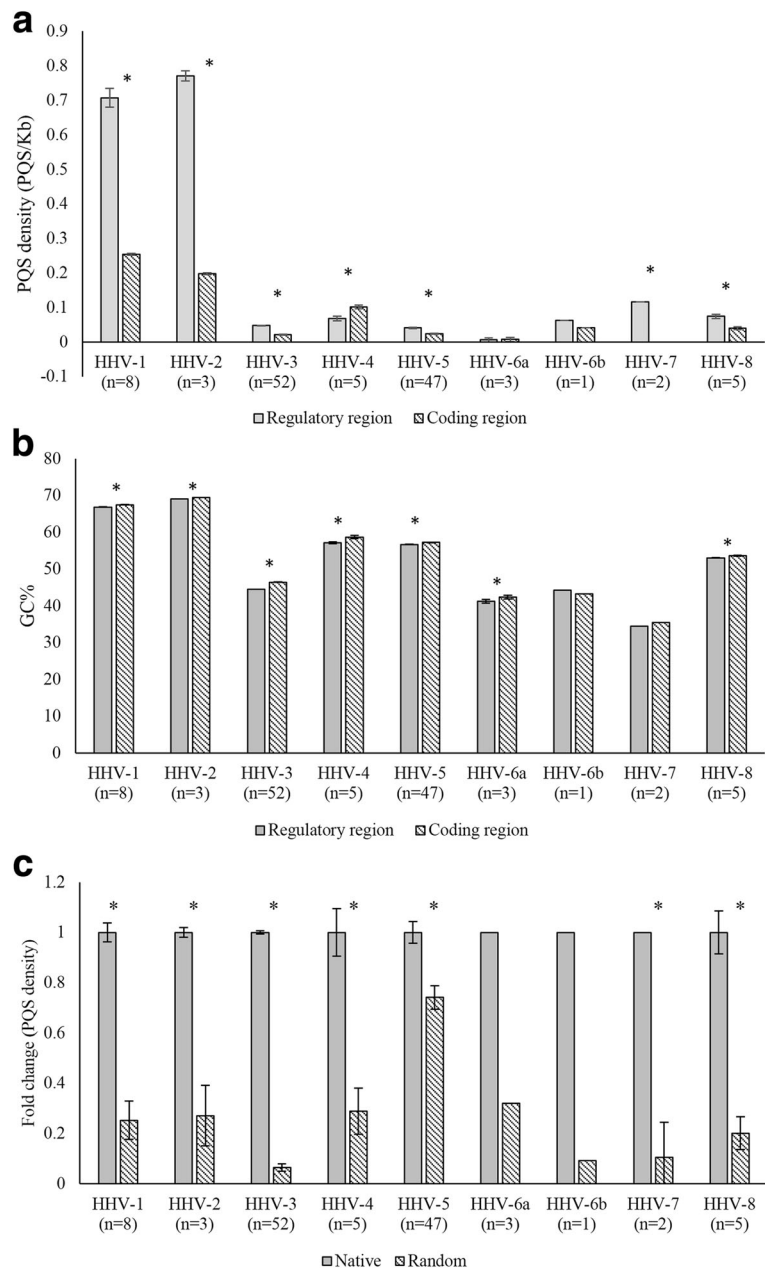 a
0.9
0.8
0.7
0.6
0.5
0.4
0.3
0.2
0.1
0
-0.1
PQS density (PQS/Kb)
* * * * * * *
HHV-1 HHV-2 HHV-3 HHV-4 HHV-5 HHV-6a HHV-6b HHV-7 HHV-8
(n=8) (n=3) (n=52) (n=5) (n=47) (n=3) (n=1) (n=2) (n=5)
Regulatory region Coding region
b
80
70
60
50
40
30
20
10
0
GC%
* * * * * * *
HHV-1 HHV-2 HHV-3 HHV-4 HHV-5 HHV-6a HHV-6b HHV-7 HHV-8
(n=8) (n=3) (n=52) (n=5) (n=47) (n=3) (n=1) (n=2) (n=5)
Regulatory region Coding region
c
1.2
1
0.8
0.6
0.4
0.2
0
Fold change (PQS density)
* * * * * * *
HHV-1 HHV-2 HHV-3 HHV-4 HHV-5 HHV-6a HHV-6b HHV-7 HHV-8
(n=8) (n=3) (n=52) (n=5) (n=47) (n=3) (n=1) (n=2) (n=5)
Native Random